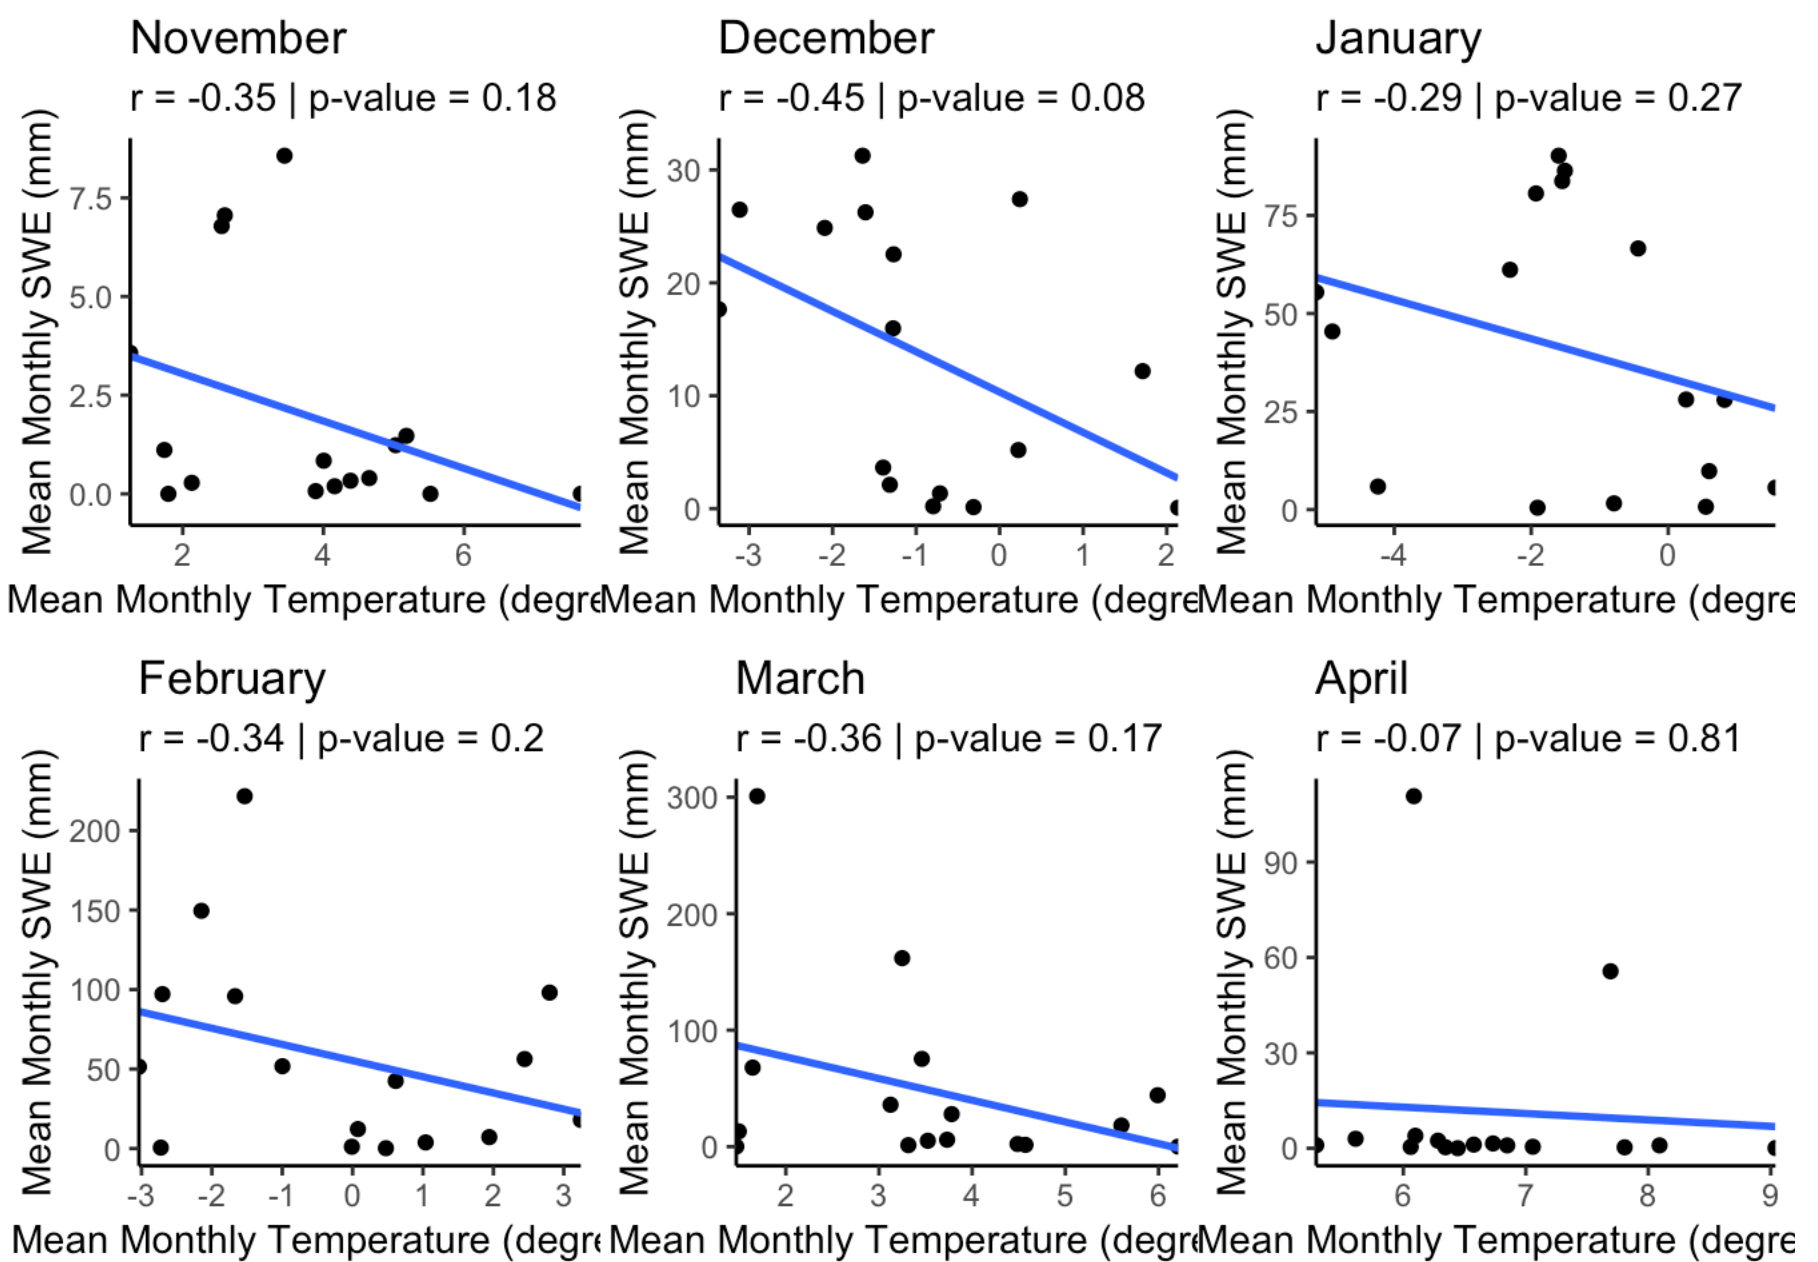 November
r = -0.35 | p-value = 0.18
Mean Monthly SWE (mm)
7.5
5.0
2.5
0.0
2 4 6
Mean Monthly Temperature (degre
December
r = -0.45 | p-value = 0.08
Mean Monthly SWE (mm)
30
20
10
0
-3 -2 -1 0 1 2
Mean Monthly Temperature (degre
January
r = -0.29 | p-value = 0.27
Mean Monthly SWE (mm)
75
50
25
0
-4 -2 0
Mean Monthly Temperature (degre
February
r = -0.34 | p-value = 0.2
Mean Monthly SWE (mm)
200
150
100
50
0
-3 -2 -1 0 1 2 3
Mean Monthly Temperature (degre
March
r = -0.36 | p-value = 0.17
Mean Monthly SWE (mm)
300
200
100
0
2 3 4 5 6
Mean Monthly Temperature (degre
April
r = -0.07 | p-value = 0.81
Mean Monthly SWE (mm)
90
60
30
0
6 7 8 9
Mean Monthly Temperature (degre